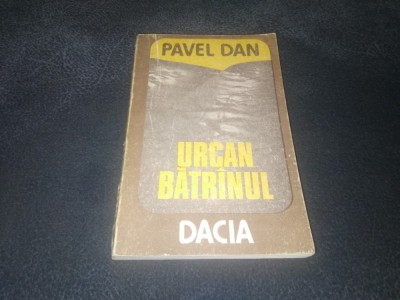 PAVEL DAN
URCAN
BĂTRÎNUL
DACIA